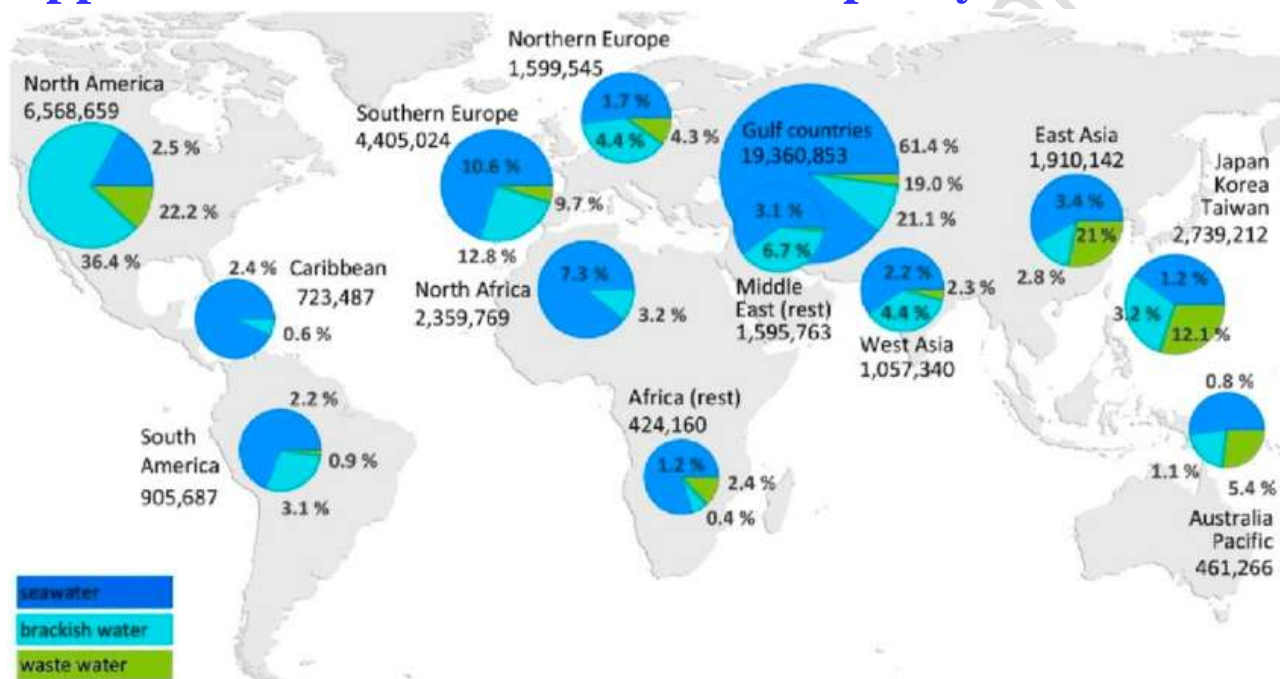 North America
6,568,659
2.5 %
22.2 %
36.4 %
Northern Europe
1,599,545
1.7 %
4.4 %
4.3 %
Southern Europe
4,405,024
10.6 %
9.7 %
12.8 %
Gulf countries
19,360,853
61.4 %
19.0 %
21.1 %
3.1 %
6.7 %
Middle
East (rest)
1,595,763
East Asia
1,910,142
3.4 %
21%
2.8 %
Japan
Korea
Taiwan
2,739,212
1.2 %
3.2 %
12.1 %
2.4 %
Caribbean
723,487
0.6 %
North Africa
2,359,769
7.3 %
3.2 %
2.2 %
2.3 %
4.4 %
West Asia
1,057,340
Africa (rest)
424,160
1.2 %
2.4 %
0.4 %
2.2 %
South
America
905,687
0.9 %
3.1 %
0.8 %
1.1 %
5.4 %
Australia
Pacific
461,266
seawater
brackish water
waste water